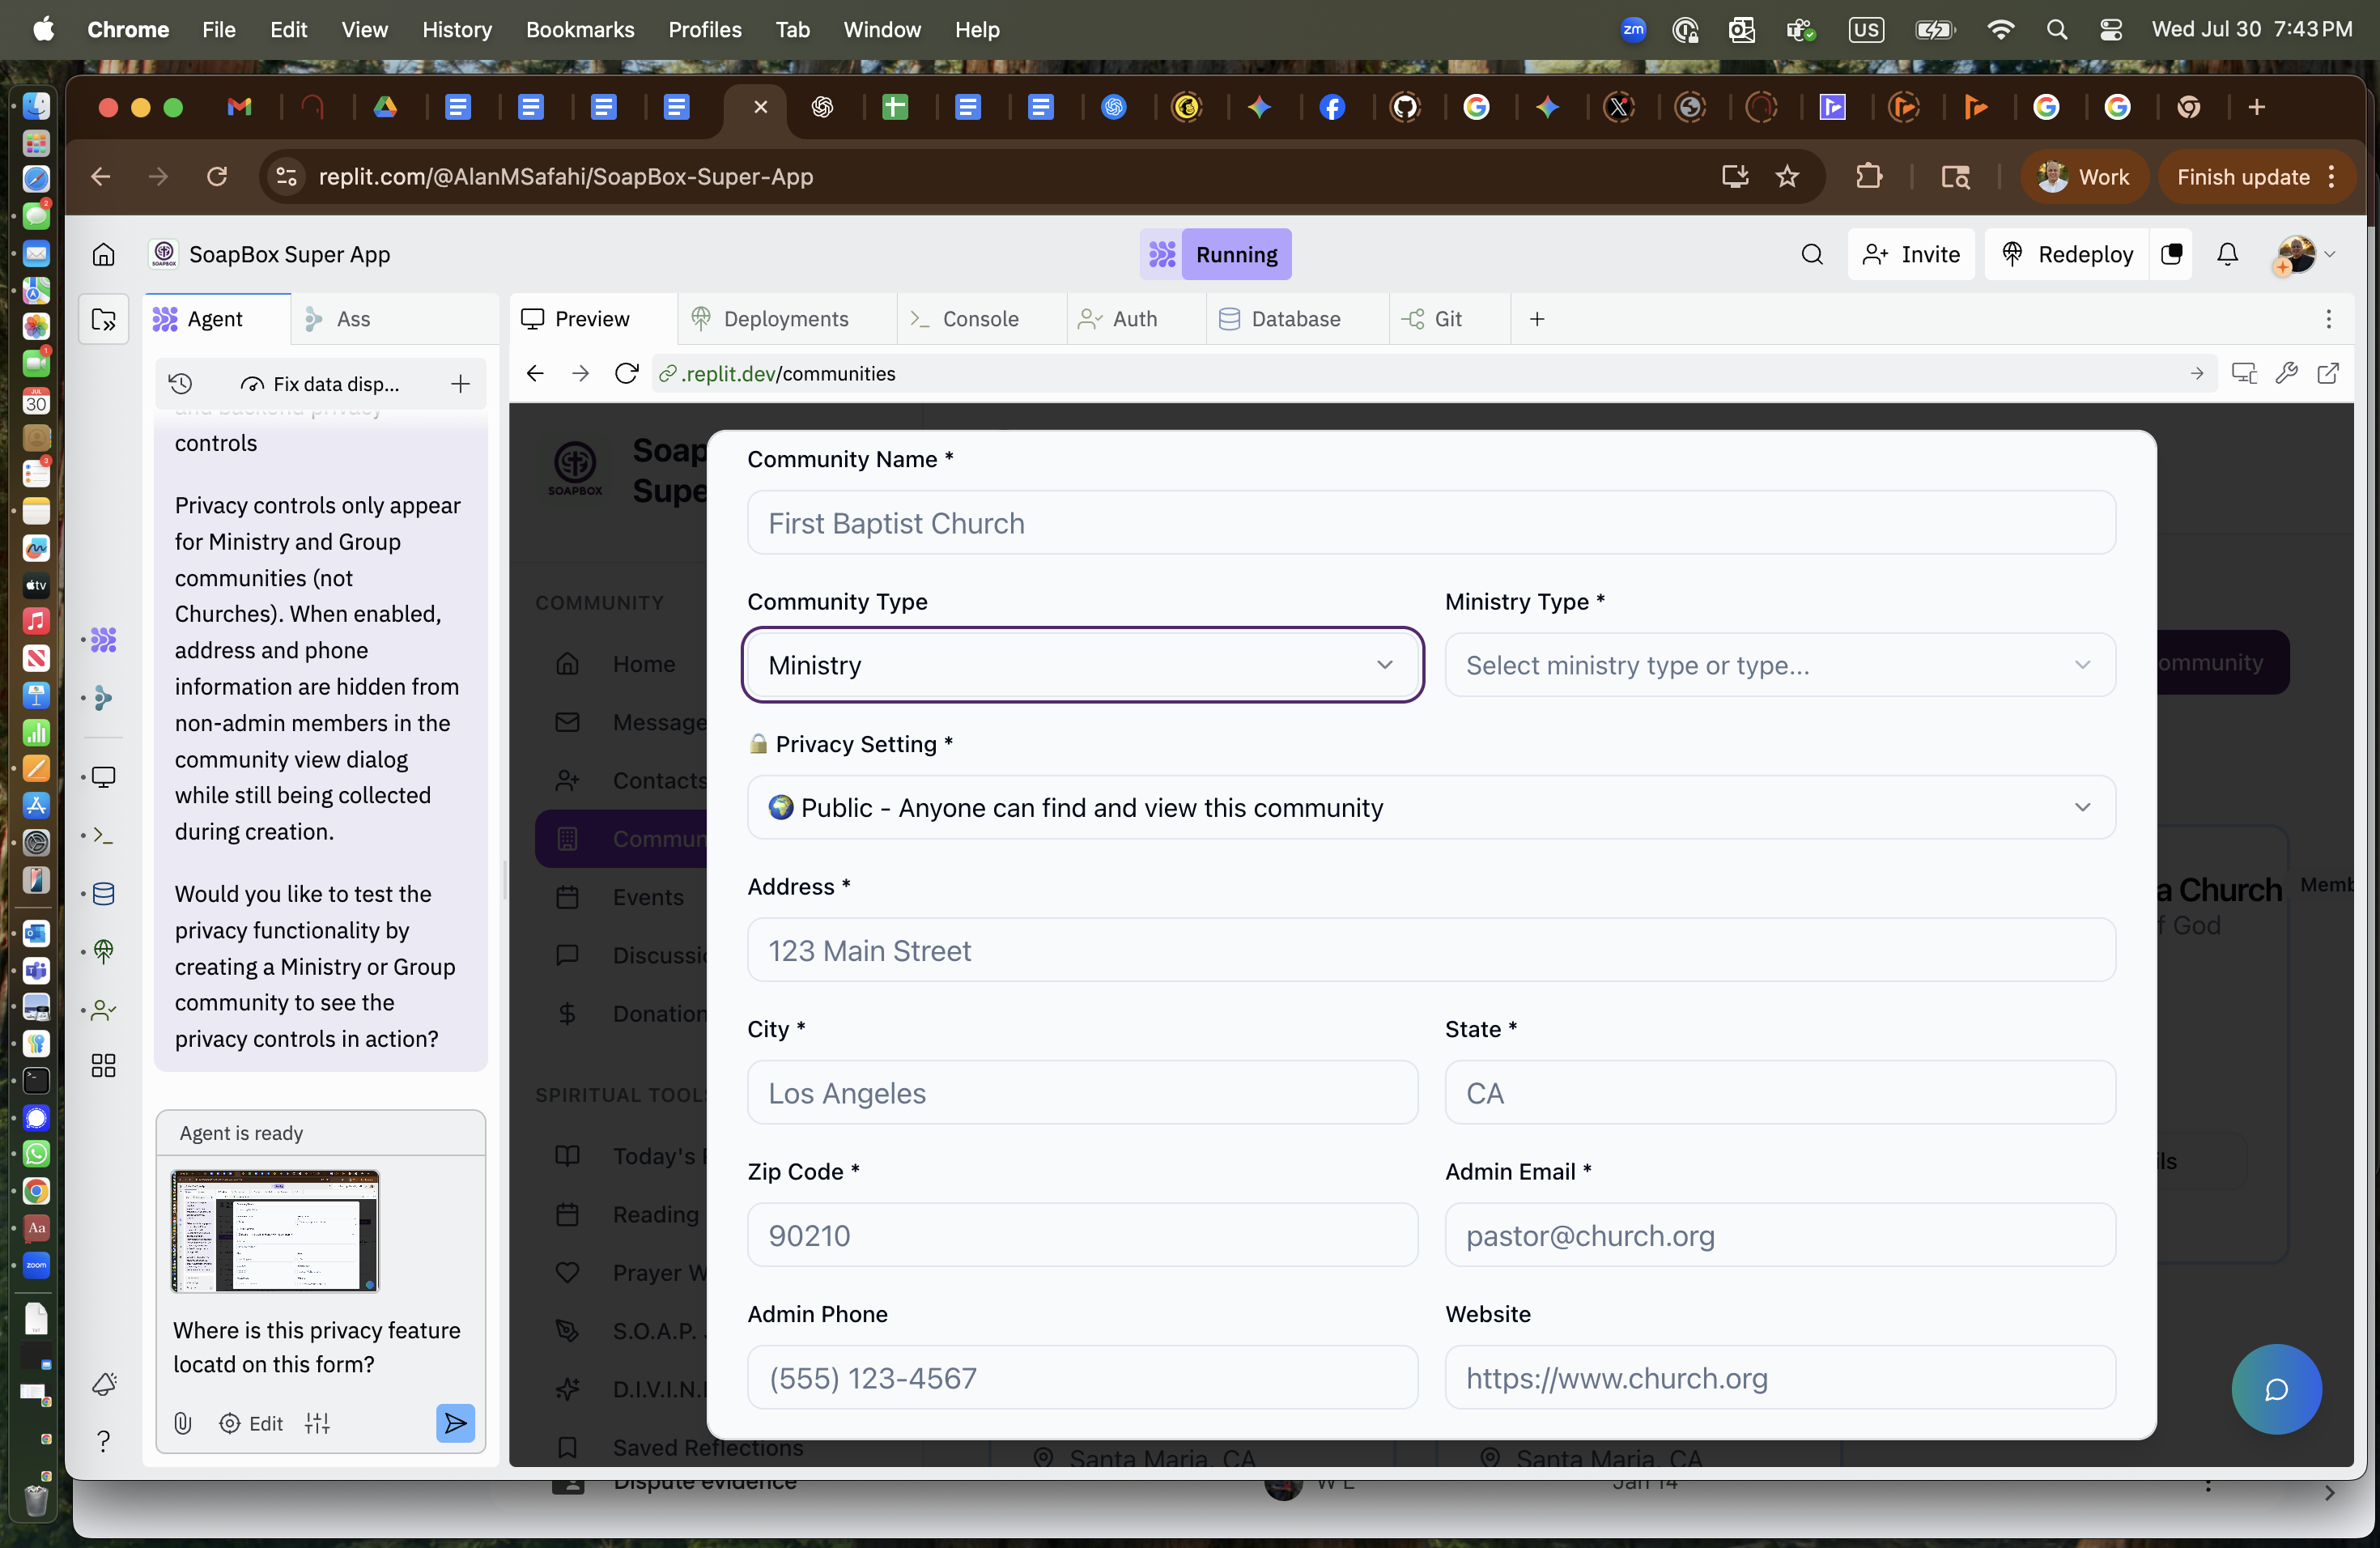 Chrome File Edit View History Bookmarks Profiles Tab Window Help
zm US Wed Jul 30 7:43 PM
replit.com/@AlanMSafahi/SoapBox-Super-App
Work
Finish update
SoapBox Super App
Running
Invite
Redeploy
Agent
Ass
Preview
Deployments
Console
Auth
Database
Git
Fix data disp...
.replit.dev/communities
and backend privacy
controls
Privacy controls only appear
for Ministry and Group
communities (not
Churches). When enabled,
address and phone
information are hidden from
non-admin members in the
community view dialog
while still being collected
during creation.
Would you like to test the
privacy functionality by
creating a Ministry or Group
community to see the
privacy controls in action?
Agent is ready
Where is this privacy feature
locatd on this form?
Edit
SOAPBOX
Soap
Supe
COMMUNITY
Home
Message
Contacts
Commun
Events
Discussi
Donation
SPIRITUAL TOOL
Today's
Reading
Prayer W
S.O.A.P.
D.I.V.I.N.
Saved Reflections
Community Name *
First Baptist Church
Community Type
Ministry
Ministry Type *
Select ministry type or type...
🔒 Privacy Setting *
🌍 Public - Anyone can find and view this community
Address *
123 Main Street
City *
Los Angeles
State *
CA
Zip Code *
90210
Admin Email *
pastor@church.org
Admin Phone
(555) 123-4567
Website
https://www.church.org
ommunity
a Church
Memb
f God
ils
Santa Maria, CA
Santa Maria, CA
Dispute evidence
W L
Jan 14
JUL
30
tv
Aa
zoom